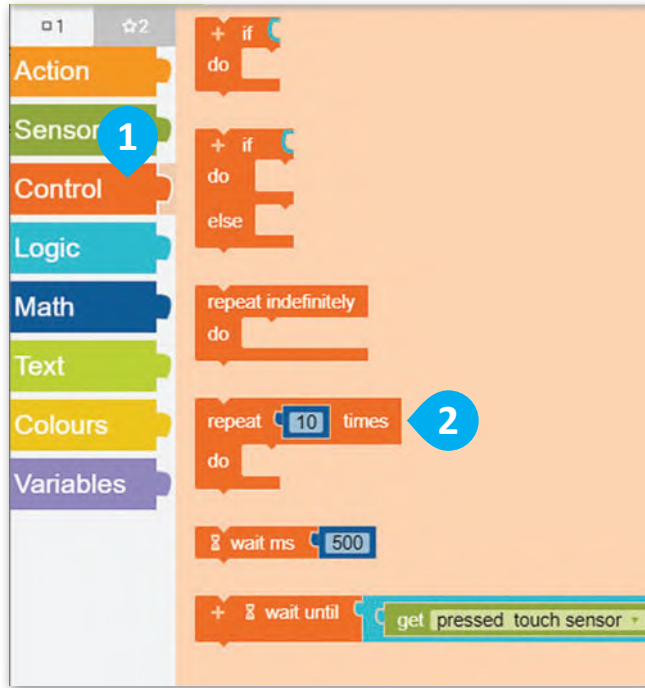 1 2
Action
Sensor
1
Control
Logic
Math
Text
Colours
Variables
+ if
do
+ if
do
else
repeat indefinitely
do
repeat 10 times
2
do
wait ms 500
+ wait until get pressed touch sensor